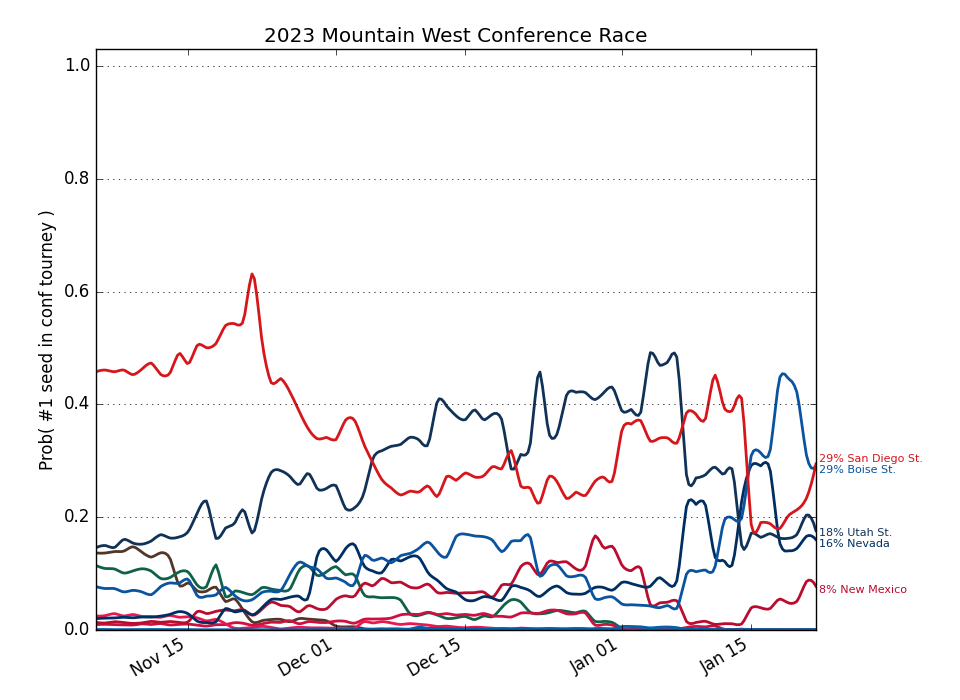 2023 Mountain West Conference Race
Prob( #1 seed in conf tourney )
1.0
0.8
0.6
0.4
0.2
0.0
Nov 15
Dec 01
Dec 15
Jan 01
Jan 15
29% San Diego St.
29% Boise St.
18% Utah St.
16% Nevada
8% New Mexico